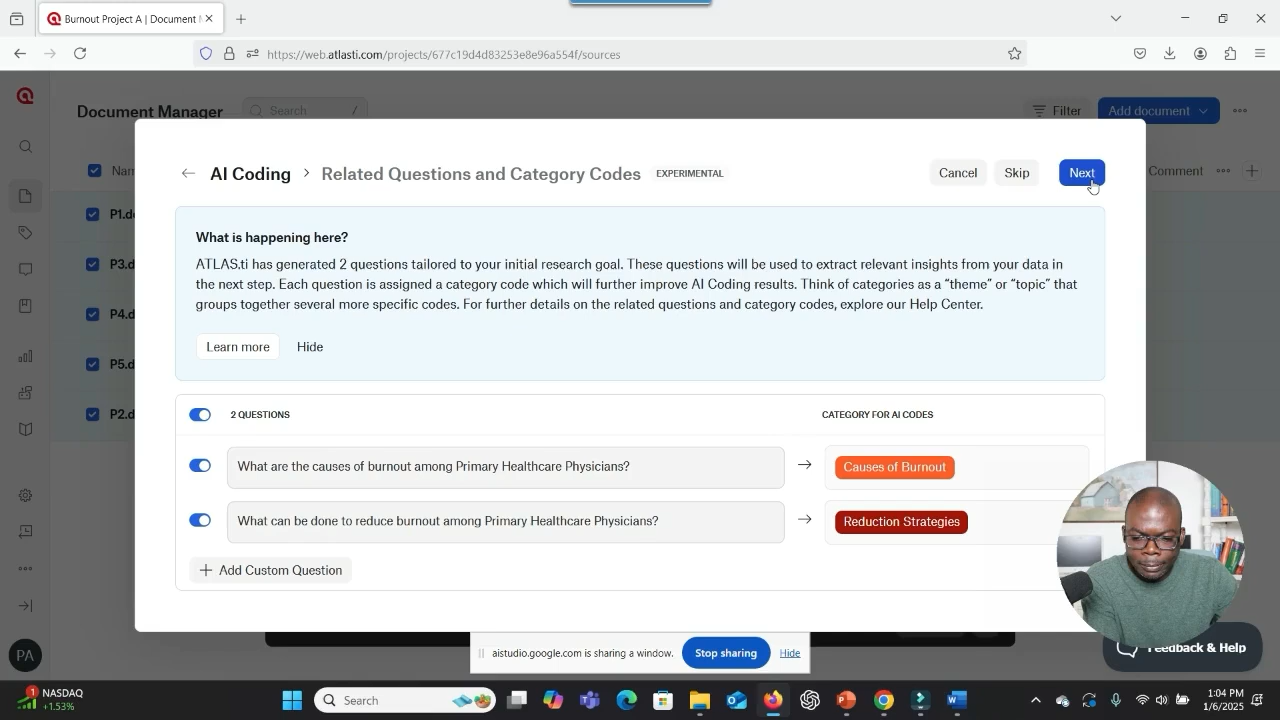 Burnout Project A | Document
https://web.atlasti.com/projects/677c19d4d83253e8e96a554f/sources
Document Manager
Search /
Filter
Add document
Comment
P1.d
P3.d
P4.d
P5.d
P2.d
AI Coding > Related Questions and Category Codes EXPERIMENTAL
Cancel
Skip
Next
What is happening here?
ATLAS.ti has generated 2 questions tailored to your initial research goal. These questions will be used to extract relevant insights from your data in
the next step. Each question is assigned a category code which will further improve AI Coding results. Think of categories as a “theme” or “topic” that
groups together several more specific codes. For further details on the related questions and category codes, explore our Help Center.
Learn more
Hide
2 QUESTIONS
CATEGORY FOR AI CODES
What are the causes of burnout among Primary Healthcare Physicians?
Causes of Burnout
What can be done to reduce burnout among Primary Healthcare Physicians?
Reduction Strategies
Add Custom Question
aistudio.google.com is sharing a window.
Stop sharing
Hide
Feedback & Help
PA
1
NASDAQ
+1.53%
Search
1:04 PM
1/6/2025